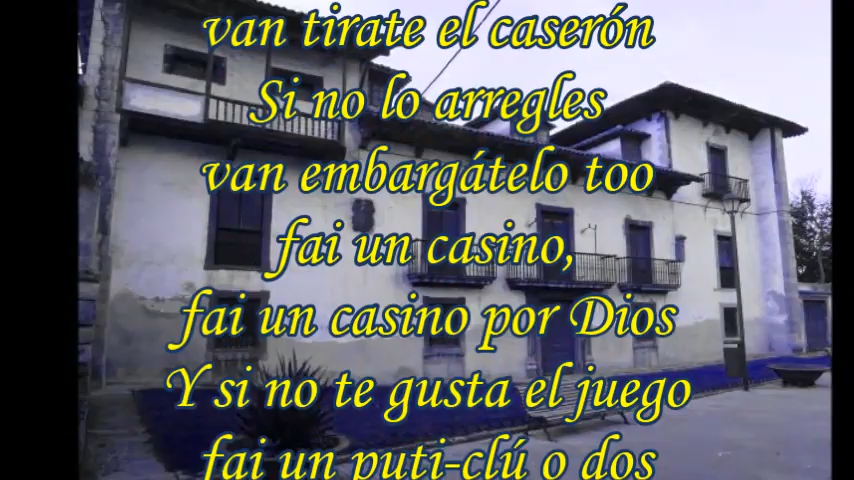 van tirate el caserón
Si no lo arregles
van embargátelo too
fai un casino,
fai un casino por Dios
Y si no te gusta el juego
fai un puti-clú o dos